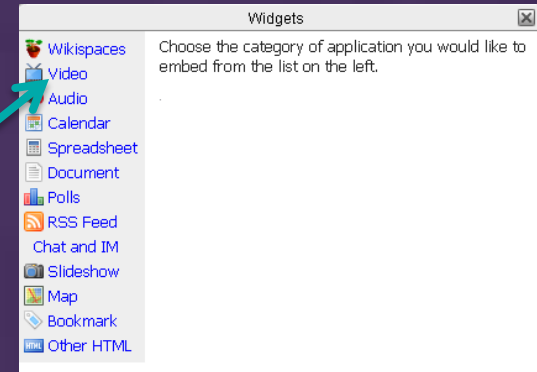 Widgets
Wikispaces
Video
Audio
Calendar
Spreadsheet
Document
Polls
RSS Feed
Chat and IM
Slideshow
Map
Bookmark
Other HTML
Choose the category of application you would like to
embed from the list on the left.